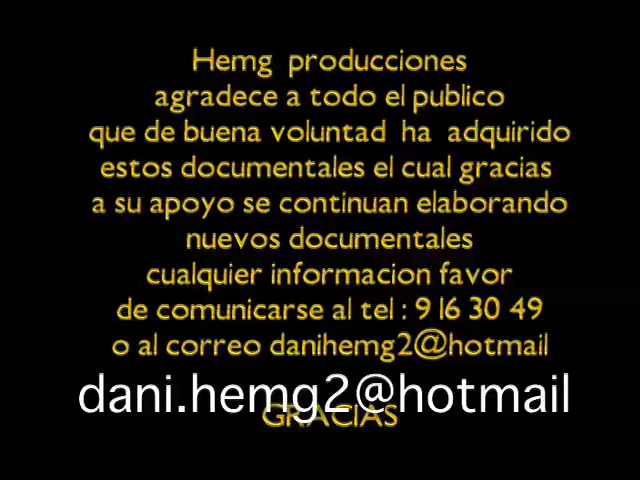 Hemg producciones
agradece a todo el publico
que de buena voluntad ha adquirido
estos documentales el cual gracias
a su apoyo se continuan elaborando
nuevos documentales
cualquier informacion favor
de comunicarse al tel : 9 16 30 49
o al correo danihemg2@hotmail
dani.hemg2@hotmail
GRACIAS